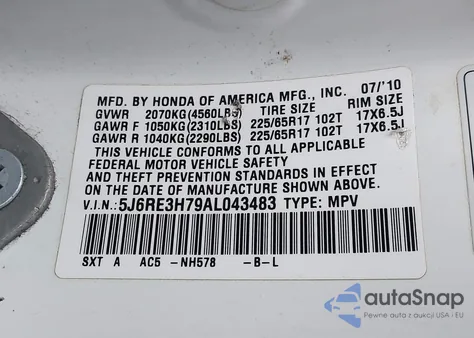 MFD. BY HONDA OF AMERICA MFG., INC. 07/'10
GVWR 2070KG(4560LBS) TIRE SIZE RIM SIZE
GAWR F 1050KG(2310LBS) 225/65R17 102T 17X6.5J
GAWR R 1040KG(2290LBS) 225/65R17 102T 17X6.5J
THIS VEHICLE CONFORMS TO ALL APPLICABLE
FEDERAL MOTOR VEHICLE SAFETY
AND THEFT PREVENTION STANDARDS IN EFFECT
ON THE DATE OF MANUFACTURE SHOWN ABOVE.
V.I.N: 5J6RE3H79AL043483 TYPE: MPV
SXT A AC5 -NH578 -B-L
autoSnap
Pewne auta z USA i EU